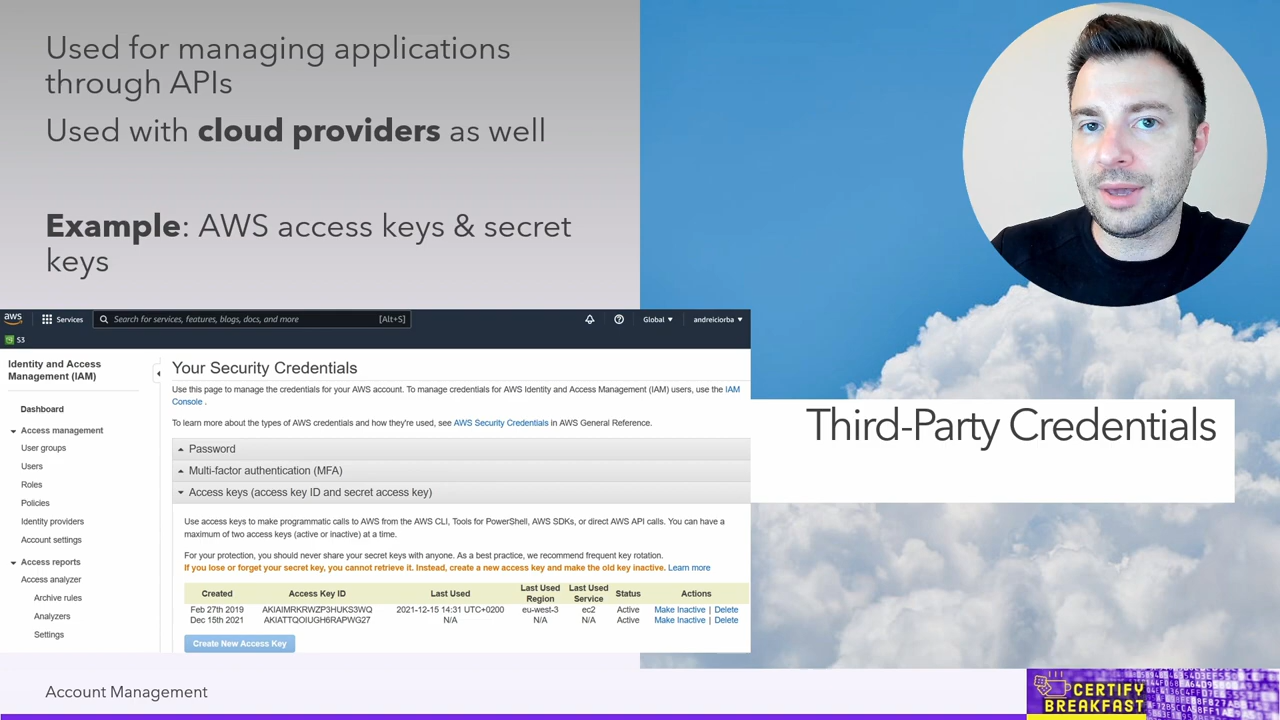 Used for managing applications
through APIs
Used with cloud providers as well
Example: AWS access keys & secret
keys
aws
Services
Search for services, features, blogs, docs, and more
[Alt+S]
Global
andreiciorba
S3
Identity and Access
Management (IAM)
Dashboard
Access management
User groups
Users
Roles
Policies
Identity providers
Account settings
Access reports
Access analyzer
Archive rules
Analyzers
Settings
Your Security Credentials
Use this page to manage the credentials for your AWS account. To manage credentials for AWS Identity and Access Management (IAM) users, use the IAM
Console .
To learn more about the types of AWS credentials and how they're used, see AWS Security Credentials in AWS General Reference.
Password
Multi-factor authentication (MFA)
Access keys (access key ID and secret access key)
Use access keys to make programmatic calls to AWS from the AWS CLI, Tools for PowerShell, AWS SDKs, or direct AWS API calls. You can have a
maximum of two access keys (active or inactive) at a time.
For your protection, you should never share your secret keys with anyone. As a best practice, we recommend frequent key rotation.
If you lose or forget your secret key, you cannot retrieve it. Instead, create a new access key and make the old key inactive. Learn more
Created Access Key ID Last Used Last Used Region Last Used Service Status Actions
Feb 27th 2019 AKIAIMRKRWZP3HUKS3WQ 2021-12-15 14:31 UTC+0200 eu-west-3 ec2 Active Make Inactive | Delete
Dec 15th 2021 AKIATTQOIUGH6RAPWG27 N/A N/A N/A Active Make Inactive | Delete
Create New Access Key
Third-Party Credentials
Account Management
CERTIFY
BREAKFAST